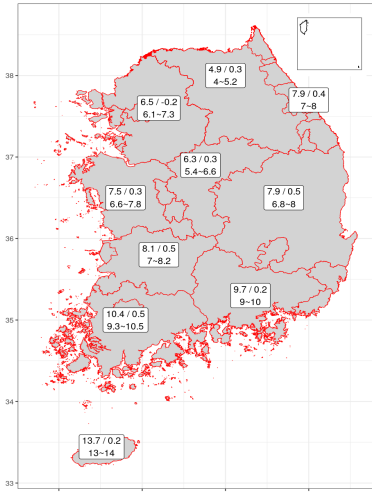 4.9 / 0.3
4~5.2
7.9 / 0.4
7~8
6.5 / -0.2
6.1~7.3
6.3 / 0.3
5.4~6.6
7.5 / 0.3
6.6~7.8
7.9 / 0.5
6.8~8
8.1 / 0.5
7~8.2
9.7 / 0.2
9~10
10.4 / 0.5
9.3~10.5
13.7 / 0.2
13~14
38
37
36
35
34
33